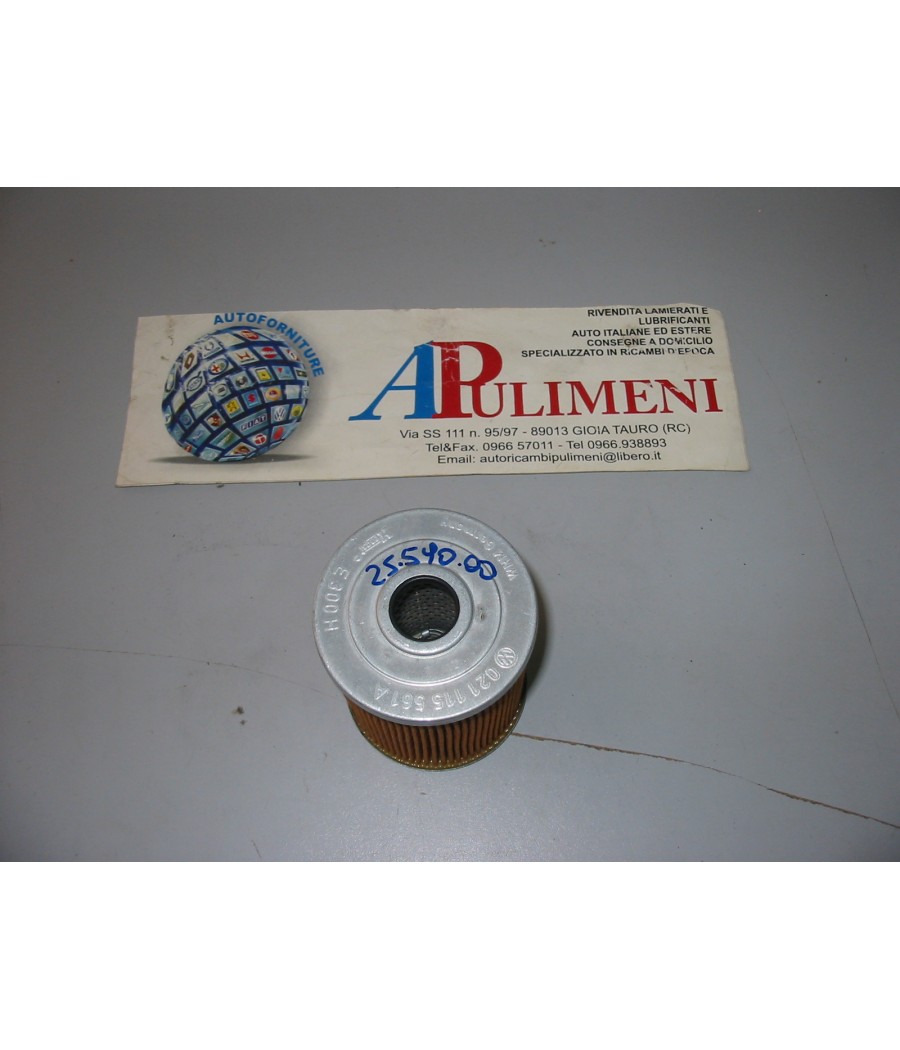 AUTOFORNITURE
RIVENDITA LAMIERATI E
LUBRIFICANTI
AUTO ITALIANE ED ESTERE
CONSEGNE A DOMICILIO
SPECIALIZZATO IN RICAMBI D'EPOCA
APULIMENI
Via SS 111 n. 95/97 - 89013 GIOIA TAURO (RC)
Tel&Fax. 0966 57011 - Tel 0966.938893
Email: autoricambipulimeni@libero.it
25.540.00
E 300 H
Germany
021 115 561 A